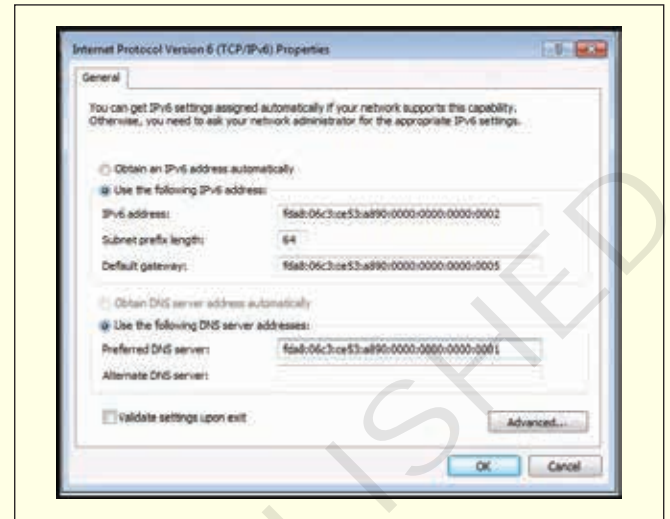 Internet Protocol Version 6 (TCP/IPv6) Properties
General
You can get IPv6 settings assigned automatically if your network supports this capability.
Otherwise, you need to ask your network administrator for the appropriate IPv6 settings.
Obtain an IPv6 address automatically
Use the following IPv6 address:
IPv6 address: fda8:06c3:ce53:a890:0000:0000:0000:0002
Subnet prefix length: 64
Default gateway: fda8:06c3:ce53:a890:0000:0000:0000:0005
Obtain DNS server address automatically
Use the following DNS server addresses:
Preferred DNS server: fda8:06c3:ce53:a890:0000:0000:0000:0001
Alternate DNS server:
Validate settings upon exit
Advanced...
OK Cancel
LISHED